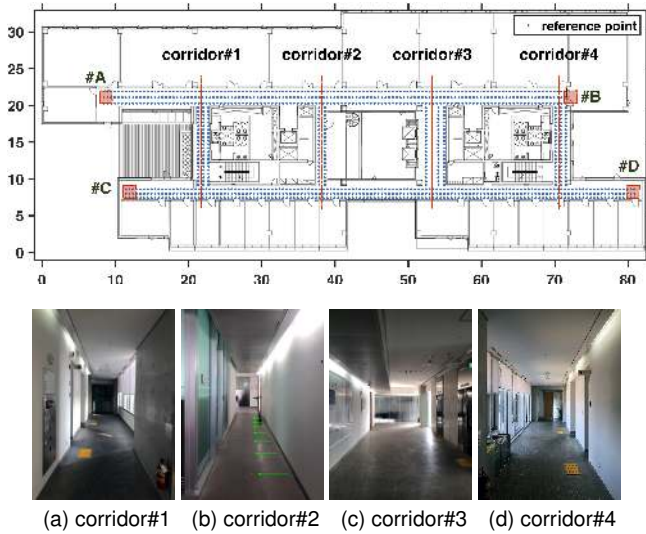 30
25
20
15
10
5
0
reference point
corridor#1 corridor#2 corridor#3 corridor#4
#A
#B
#C
#D
0 10 20 30 40 50 60 70 80
(a) corridor#1 (b) corridor#2 (c) corridor#3 (d) corridor#4